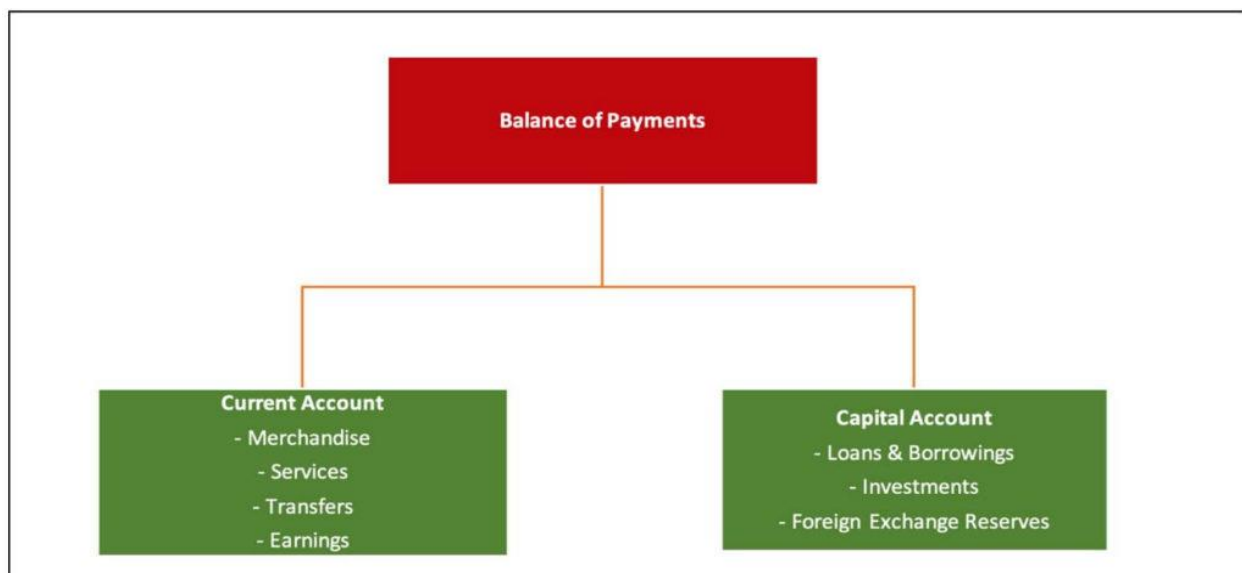 Balance of Payments
Current Account
- Merchandise
- Services
- Transfers
- Earnings
Capital Account
- Loans & Borrowings
- Investments
- Foreign Exchange Reserves